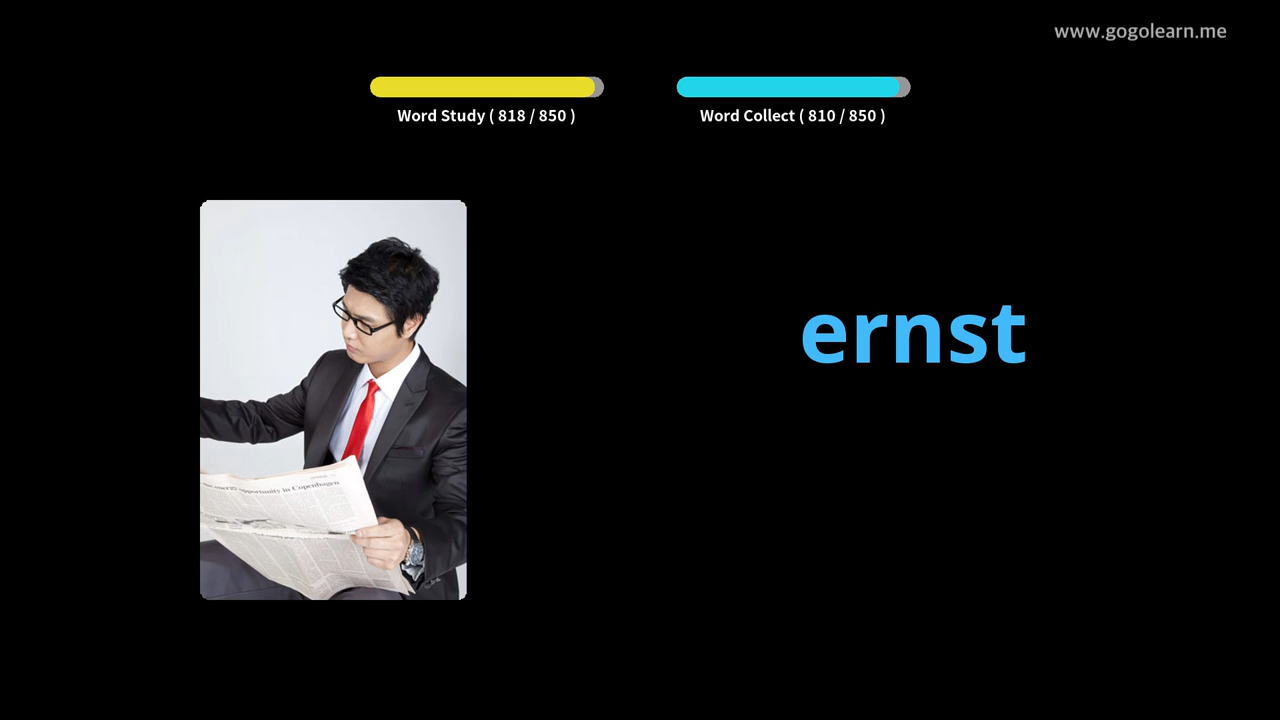 www.gogolearn.me
Word Study ( 818 / 850 )
Word Collect ( 810 / 850 )
ernst
opportunity in Copenhagen